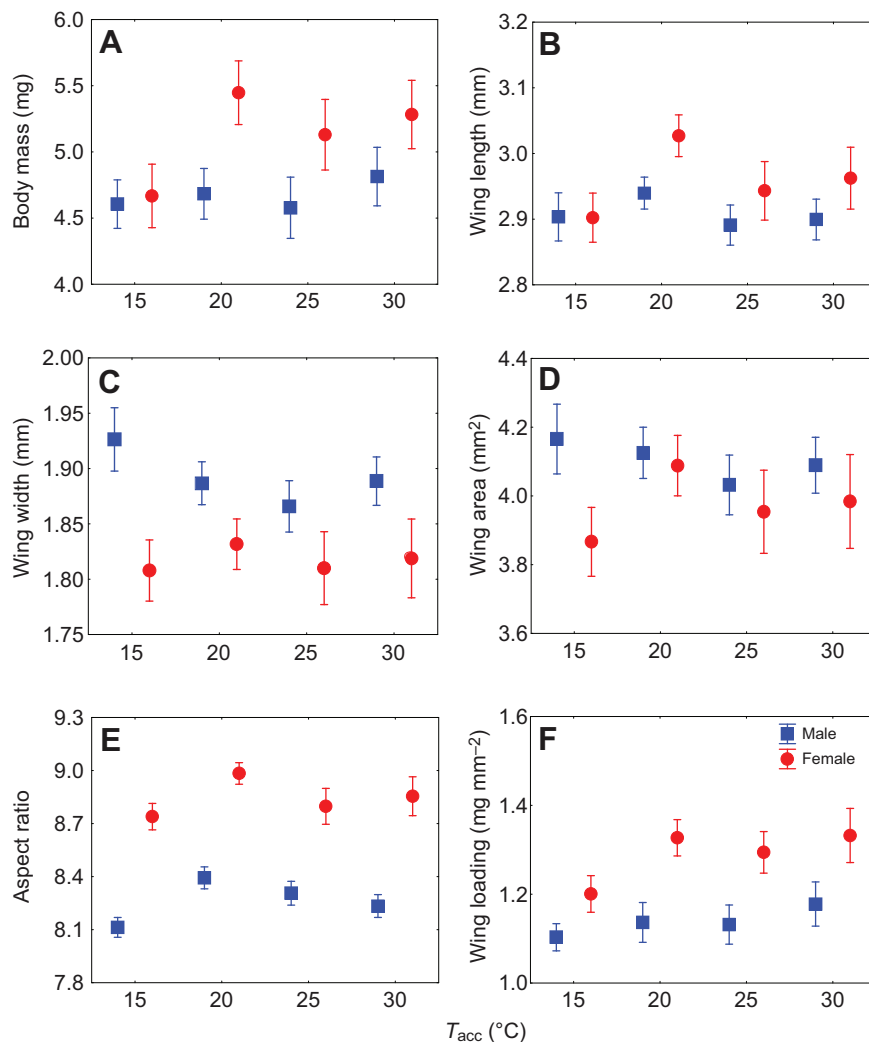 A
Body mass (mg)
6.0
5.5
5.0
4.5
4.0
15 20 25 30
B
Wing length (mm)
3.2
3.1
3.0
2.9
2.8
15 20 25 30
C
Wing width (mm)
2.00
1.95
1.90
1.85
1.80
1.75
15 20 25 30
D
Wing area (mm²)
4.4
4.2
4.0
3.8
3.6
15 20 25 30
E
Aspect ratio
9.3
9.0
8.7
8.4
8.1
7.8
15 20 25 30
F
Wing loading (mg mm⁻²)
1.6
1.4
1.2
1.0
15 20 25 30
Male
Female
Tacc (°C)